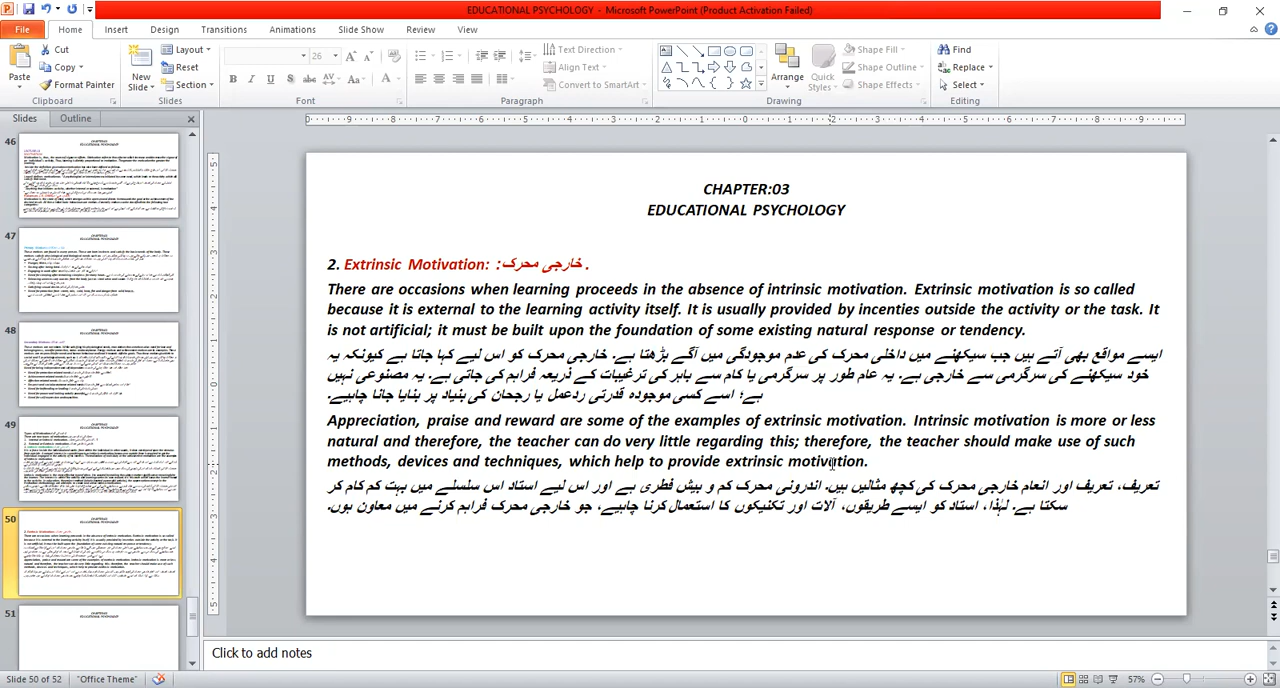 EDUCATIONAL PSYCHOLOGY - Microsoft PowerPoint (Product Activation Failed)
File Home Insert Design Transitions Animations Slide Show Review View
Cut Layout 26 Text Direction Shape Fill Find
Copy Reset Align Text Shape Outline Replace
Paste Format Painter New Slide Section Convert to SmartArt Arrange Quick Styles Shape Effects Select
Clipboard Slides Font Paragraph Drawing Editing
Slides Outline
46
47
48
49
50
51
CHAPTER:03
EDUCATIONAL PSYCHOLOGY
2. Extrinsic Motivation: :خارجی محرک .
There are occasions when learning proceeds in the absen of intrinsic motivation. Extrinsic motivation is so called
because it is external to the learning activity itself. It is usually provided by incenties outside the activity or the task. It
is not artificial; it must be built upon the foundation of some existing natural response or tendency.
ایسے مواقع بھی آتے ہیں جب سیکھنے میں داخلی محرک کی عدم موجودگی میں آگے بڑھتا ہے۔ خارجی محرک کو اس لیے کہا جاتا ہے کیونکہ یہ
خود سیکھنے کی سرگرمی سے خارجی ہے۔ یہ عام طور پر سرگرمی یا کام سے باہر کی ترغیبات کے ذریعہ فراہم کی جاتی ہے۔ یہ مصنوعی نہیں
ہے؛ اسے کسی موجودہ قدرتی ردعمل یا رجحان کی بنیاد پر بنایا جانا چاہیے۔
Appreciation, praise and reward are some of the examples of extrinsic motivation. Intrinsic motivation is more or less
natural and therefore, the teacher can do very little regarding this; therefore, the teacher should make use of such
methods, devices and techniques, which help to provide extrinsic motivation.
تعریف، تعریف اور انعام خارجی محرک کی کچھ مثالیں ہیں۔ اندرونی محرک کم و بیش فطری ہے اور اس لیے استاد اس سلسلے میں بہت کم کام کر
سکتا ہے۔ لہٰذا، استاد کو ایسے طریقوں، آلات اور تکنیکوں کا استعمال کرنا چاہیے، جو خارجی محرک فراہم کرنے میں معاون ہوں۔
Click to add notes
Slide 50 of 52 "Office Theme" 57%